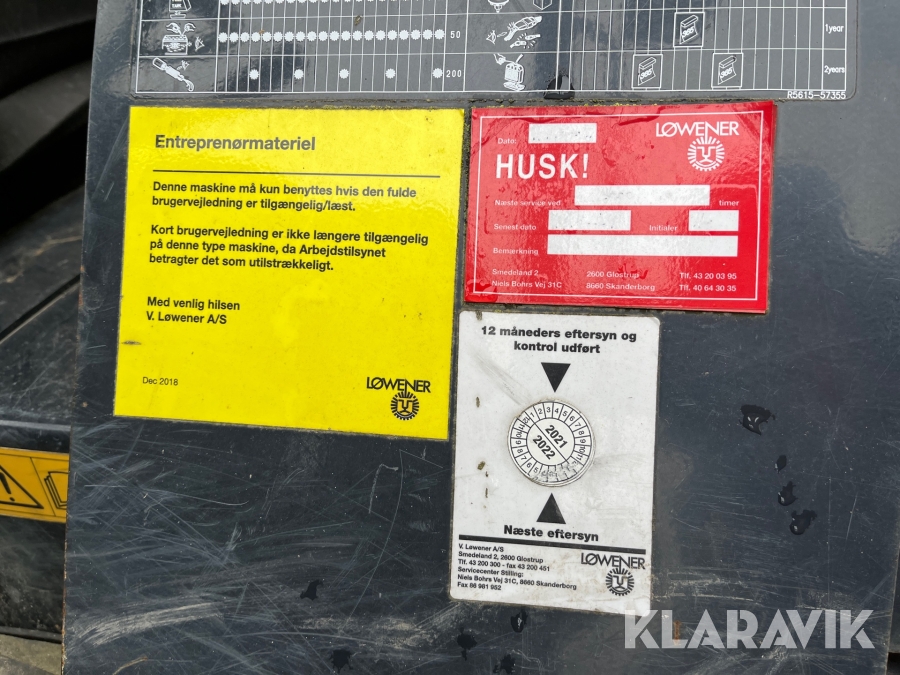 50
1year
200
2years
R5615-57355
Entreprenørmateriel
Denne maskine må kun benyttes hvis den fulde
brugervejledning er tilgængelig/læst.
Kort brugervejledning er ikke længere tilgængelig
på denne type maskine, da Arbejdstilsynet
betragter det som utilstrækkeligt.
Med venlig hilsen
V. Løwener A/S
Dec 2018
LØWENER
Dato:
LØWENER
HUSK!
Næste service ved
timer
Senest dato
Initialer
Bemærkning
Smedeland 2
2600 Glostrup
Tlf. 43 20 03 95
Niels Bohrs Vej 31C
8660 Skanderborg
Tlf. 40 64 30 35
12 måneders eftersyn og
kontrol udført
2021
2022
Næste eftersyn
V. Løwener A/S
Smedeland 2, 2600 Glostrup
Tlf. 43 200 300 - fax 43 200 451
Servicecenter Stilling:
Niels Bohrs Vej 31C, 8660 Skanderborg
Fax 86 981 952
LØWENER
KLARAVIK